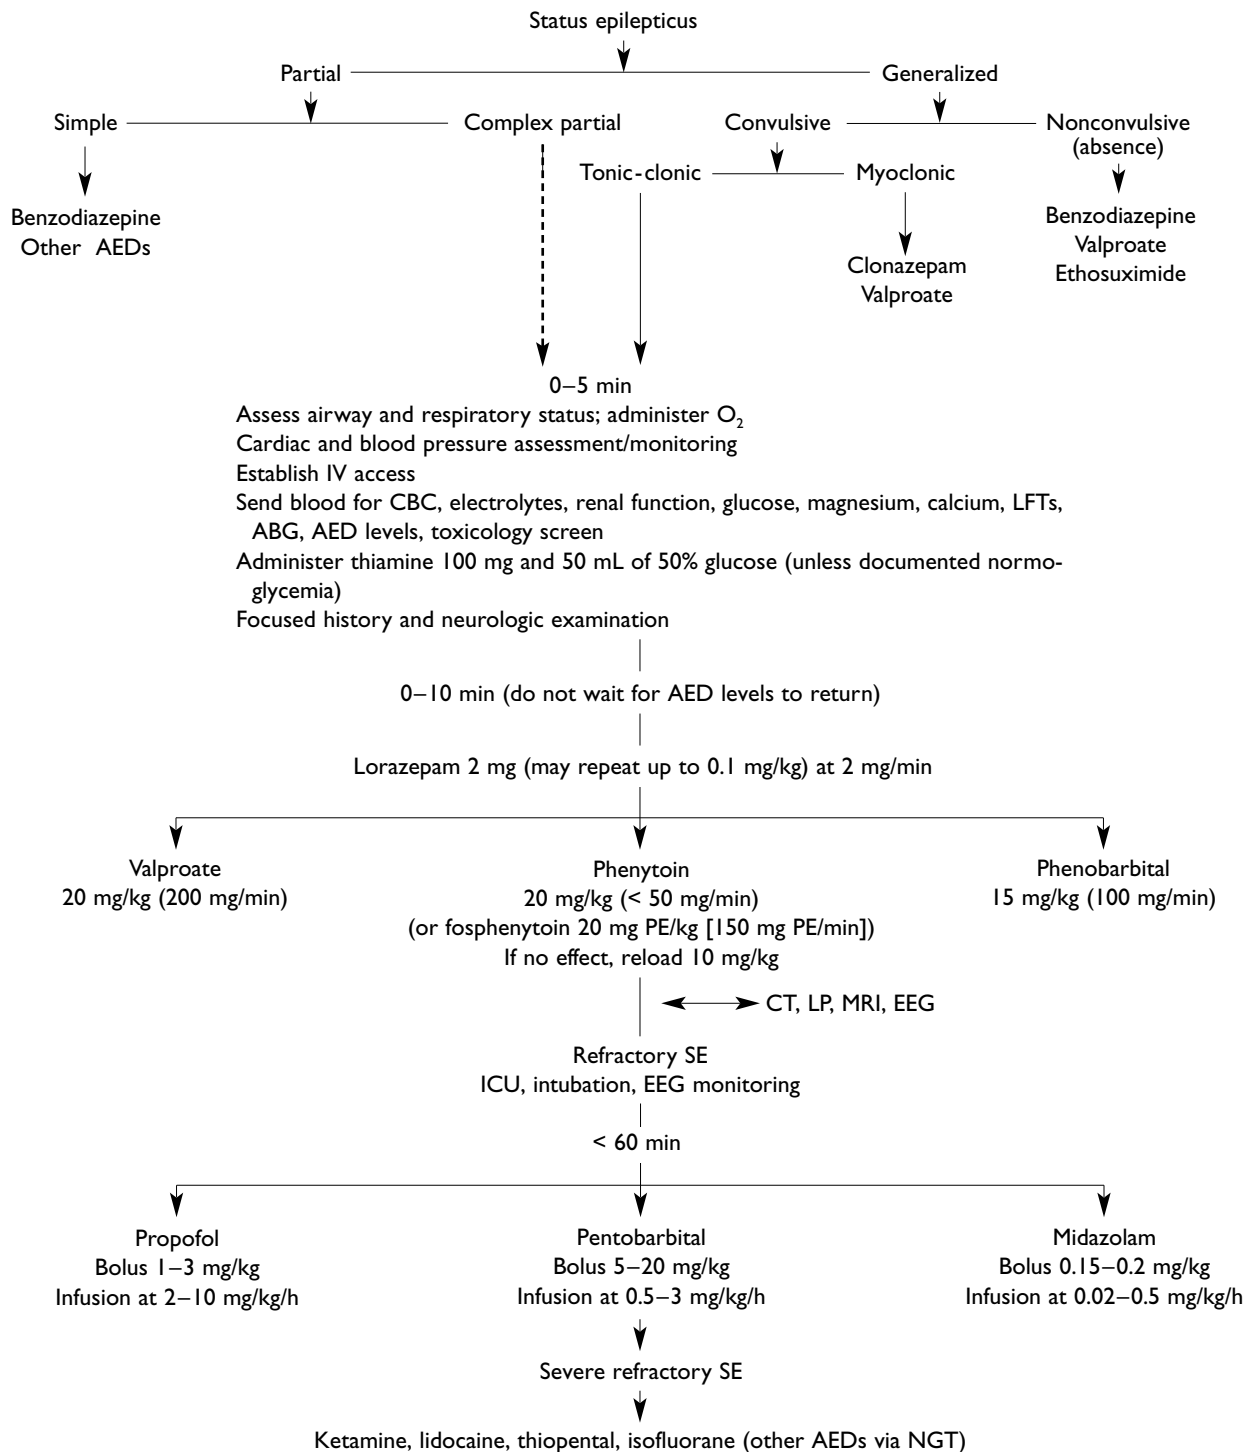 Status epilepticus
Partial
Generalized
Simple
Complex partial
Convulsive
Nonconvulsive
(absence)
Tonic-clonic
Myoclonic
Benzodiazepine
Other AEDs
Benzodiazepine
Valproate
Ethosuximide
Clonazepam
Valproate
0–5 min
Assess airway and respiratory status; administer O2
Cardiac and blood pressure assessment/monitoring
Establish IV access
Send blood for CBC, electrolytes, renal function, glucose, magnesium, calcium, LFTs,
ABG, AED levels, toxicology screen
Administer thiamine 100 mg and 50 mL of 50% glucose (unless documented normo-
glycemia)
Focused history and neurologic examination
0–10 min (do not wait for AED levels to return)
Lorazepam 2 mg (may repeat up to 0.1 mg/kg) at 2 mg/min
Valproate
20 mg/kg (200 mg/min)
Phenytoin
20 mg/kg (< 50 mg/min)
(or fosphenytoin 20 mg PE/kg [150 mg PE/min])
If no effect, reload 10 mg/kg
Phenobarbital
15 mg/kg (100 mg/min)
CT, LP, MRI, EEG
Refractory SE
ICU, intubation, EEG monitoring
< 60 min
Propofol
Bolus 1–3 mg/kg
Infusion at 2–10 mg/kg/h
Pentobarbital
Bolus 5–20 mg/kg
Infusion at 0.5–3 mg/kg/h
Midazolam
Bolus 0.15–0.2 mg/kg
Infusion at 0.02–0.5 mg/kg/h
Severe refractory SE
Ketamine, lidocaine, thiopental, isofluorane (other AEDs via NGT)